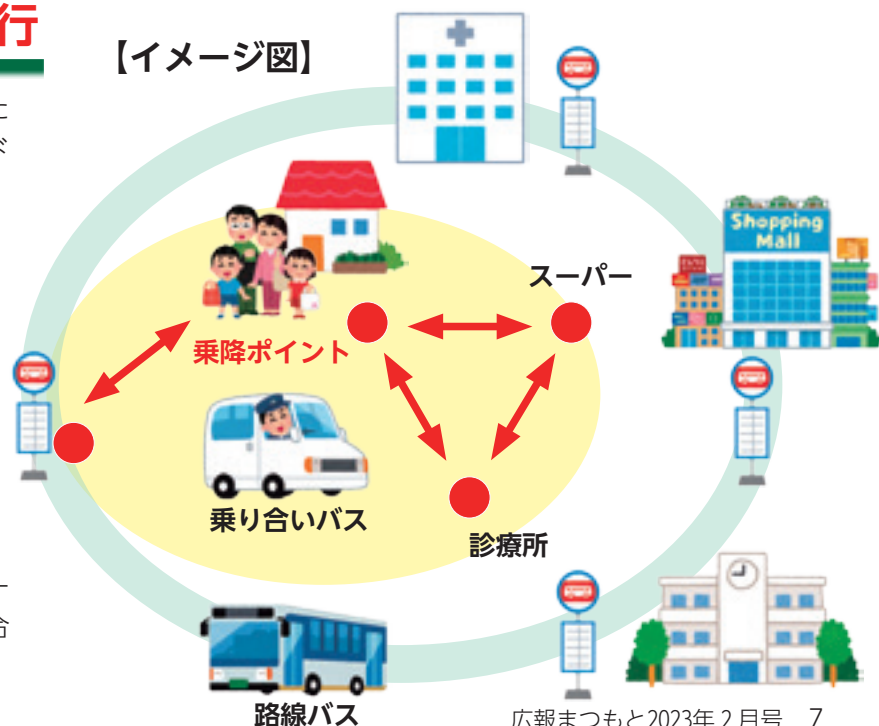 行
【イメージ図】
Shopping
Mall
スーパー
乗降ポイント
乗り合いバス
診療所
路線バス
広報まつもと2023年2月号 7